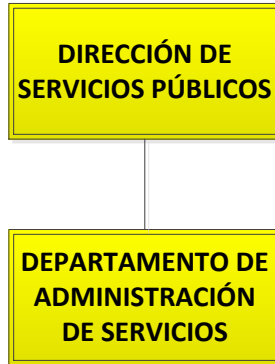 DIRECCIÓN DE
SERVICIOS PÚBLICOS
DEPARTAMENTO DE
ADMINISTRACIÓN
DE SERVICIOS